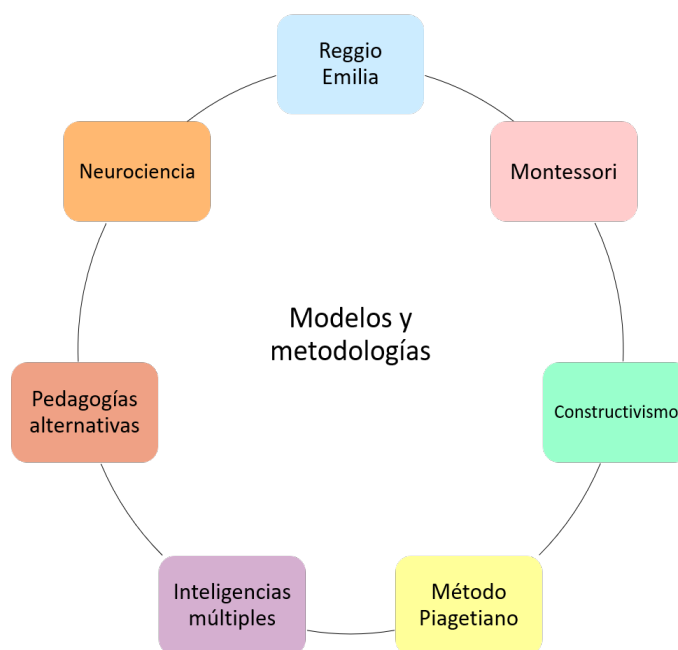 Reggio
Emilia
Neurociencia
Montessori
Modelos y
metodologías
Pedagogías
alternativas
Constructivismo
Inteligencias
múltiples
Método
Piagetiano